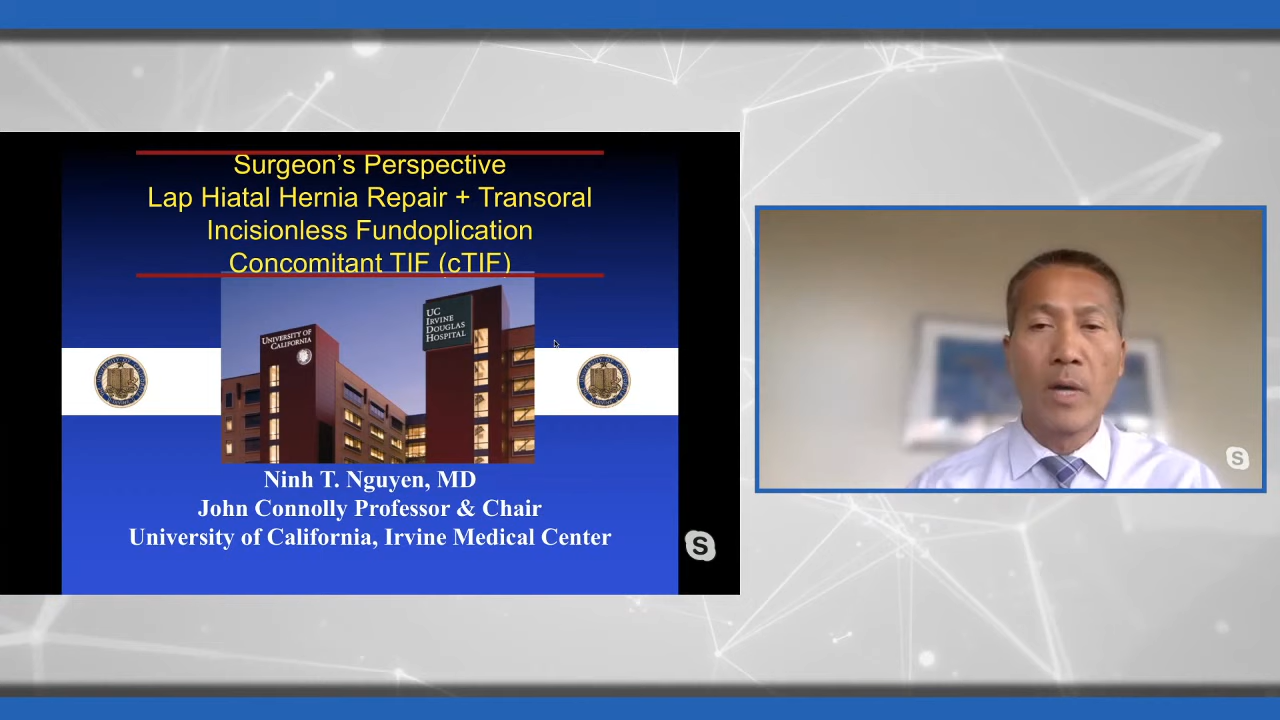 Surgeon’s Perspective
Lap Hiatal Hernia Repair + Transoral
Incisionless Fundoplication
Concomitant TIF (cTIF)
UNIVERSITY OF
CALIFORNIA
UC
IRVINE
DOUGLAS
HOSPITAL
Ninh T. Nguyen, MD
John Connolly Professor & Chair
University of California, Irvine Medical Center
S
S